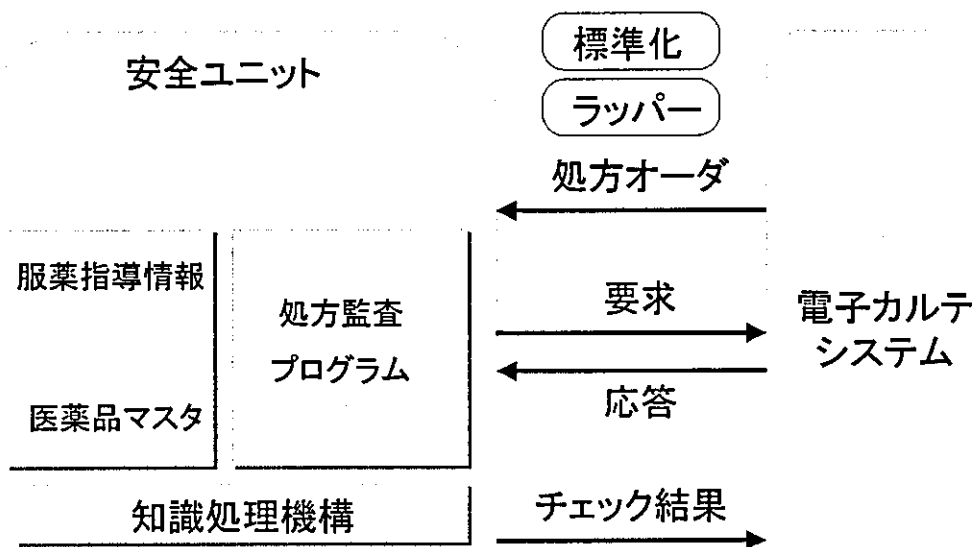 安全ユニット
標準化
ラッパー
処方オーダ
服薬指導情報
医薬品マスタ
処方監査
プログラム
要求
応答
電子カルテ
システム
知識処理機構
チェック結果